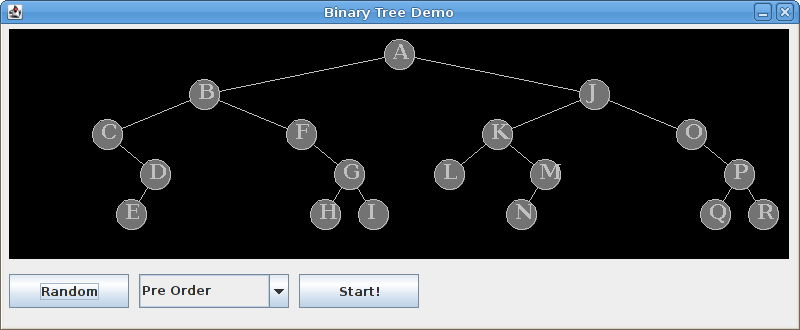 Binary Tree Demo
A
B J
C F K O
D G L M P
E H I N Q R
Random Pre Order Start!